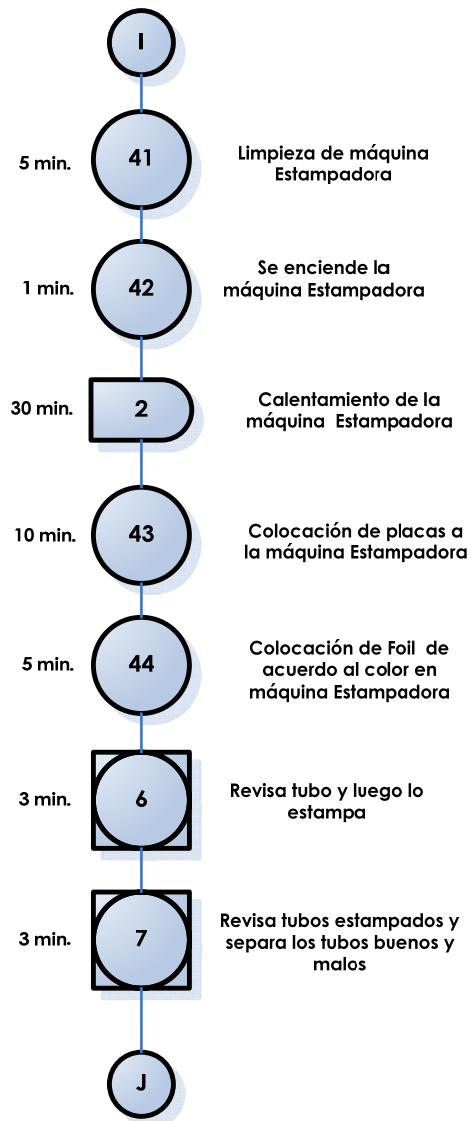 I
5 min.
41
Limpieza de máquina
Estampadora
1 min.
42
Se enciende la
máquina Estampadora
30 min.
2
Calentamiento de la
máquina Estampadora
10 min.
43
Colocación de placas a
la máquina Estampadora
5 min.
44
Colocación de Foil de
acuerdo al color en
máquina Estampadora
3 min.
6
Revisa tubo y luego lo
estampa
3 min.
7
Revisa tubos estampados y
separa los tubos buenos y
malos
J